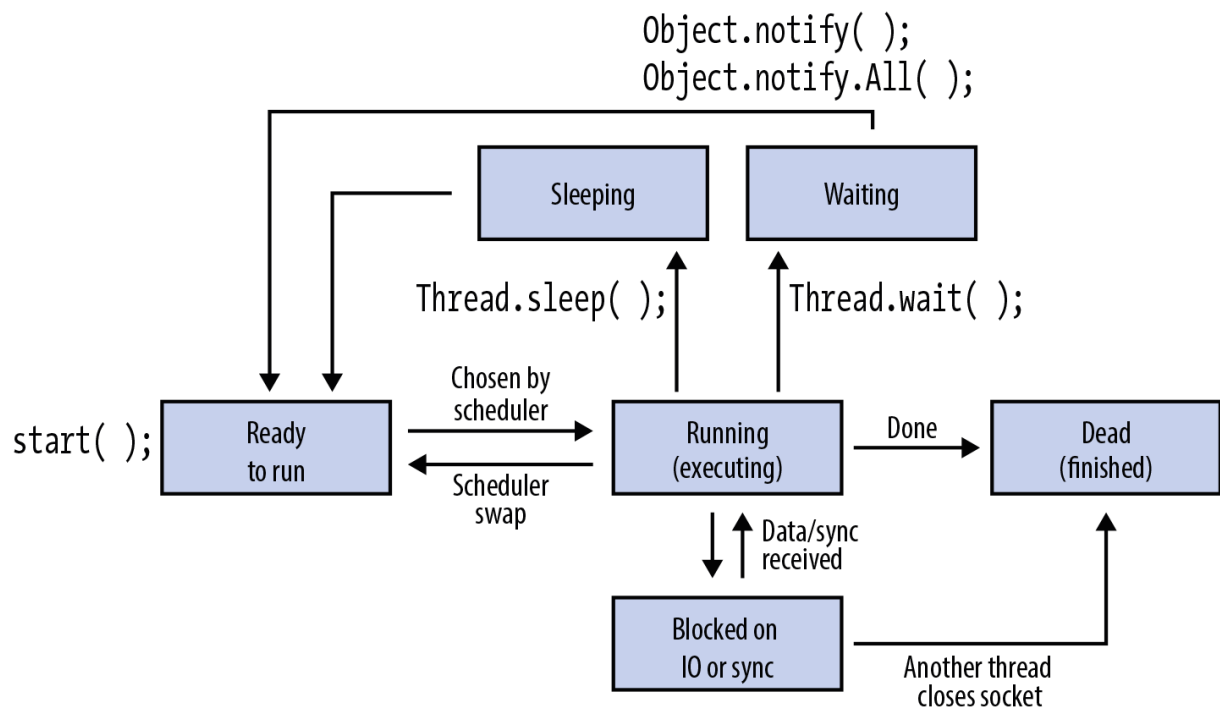 Object.notify( );
Object.notify.All( );
Sleeping
Waiting
Thread.sleep( );
Thread.wait( );
start( );
Ready
to run
Chosen by
scheduler
Scheduler
swap
Running
(executing)
Done
Dead
(finished)
Data/sync
received
Blocked on
IO or sync
Another thread
closes socket